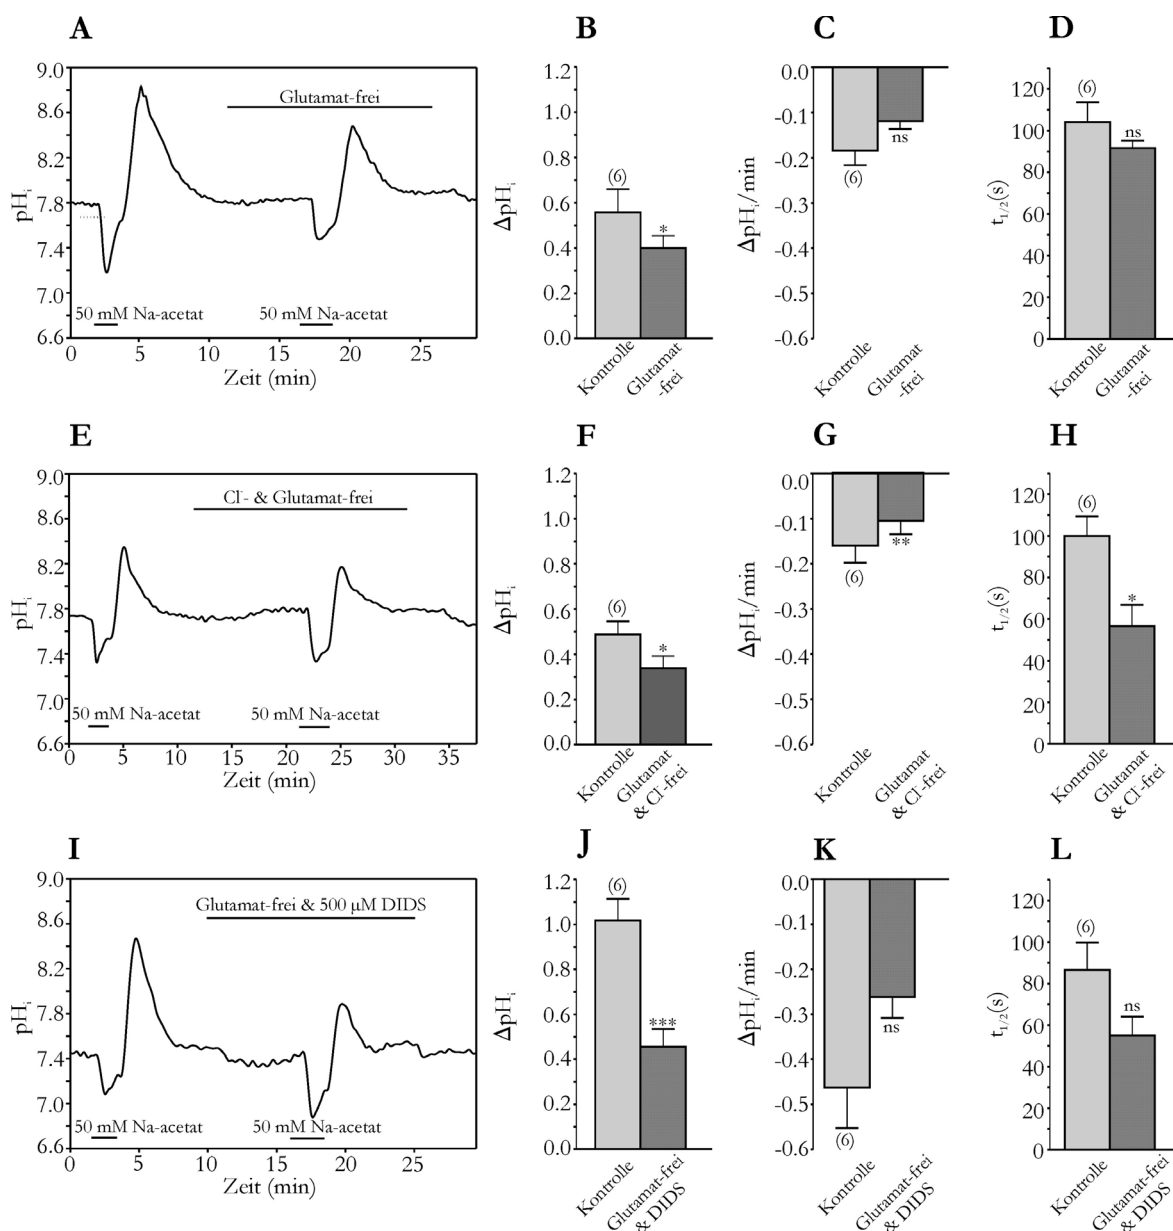 A
9.0
8.6
8.2
7.8
7.4
7.0
6.6
pHi
Glutamat-frei
50 mM Na-acetat
50 mM Na-acetat
0
5
10
15
20
25
Zeit (min)
B
1.2
1.0
0.8
0.6
0.4
0.2
0.0
ΔpHi
(6)
*
Kontrolle
Glutamat
-frei
C
0.0
-0.1
-0.2
-0.3
-0.4
-0.5
-0.6
ΔpHi/min
(6)
ns
Kontrolle
Glutamat
-frei
D
120
100
80
60
40
20
0
t1/2(s)
(6)
ns
Kontrolle
Glutamat
-frei
E
9.0
8.6
8.2
7.8
7.4
7.0
6.6
pHi
Cl-- & Glutamat-frei
50 mM Na-acetat
50 mM Na-acetat
0
5
10
15
20
25
30
35
Zeit (min)
F
1.2
1.0
0.8
0.6
0.4
0.2
0.0
ΔpHi
(6)
*
Kontrolle
Glutamat
& Cl--frei
G
0.0
-0.1
-0.2
-0.3
-0.4
-0.5
-0.6
ΔpHi/min
(6)
**
Kontrolle
Glutamat
& Cl--frei
H
120
100
80
60
40
20
0
t1/2(s)
(6)
*
Kontrolle
Glutamat
& Cl--frei
I
9.0
8.6
8.2
7.8
7.4
7.0
6.6
pHi
Glutamat-frei & 500 µM DIDS
50 mM Na-acetat
50 mM Na-acetat
0
5
10
15
20
25
Zeit (min)
J
1.2
1.0
0.8
0.6
0.4
0.2
0.0
ΔpHi
(6)
***
Kontrolle
Glutamat-frei
& DIDS
K
0.0
-0.1
-0.2
-0.3
-0.4
-0.5
-0.6
ΔpHi/min
(6)
ns
Kontrolle
Glutamat-frei
& DIDS
L
120
100
80
60
40
20
0
t1/2(s)
(6)
ns
Kontrolle
Glutamat-frei
& DIDS